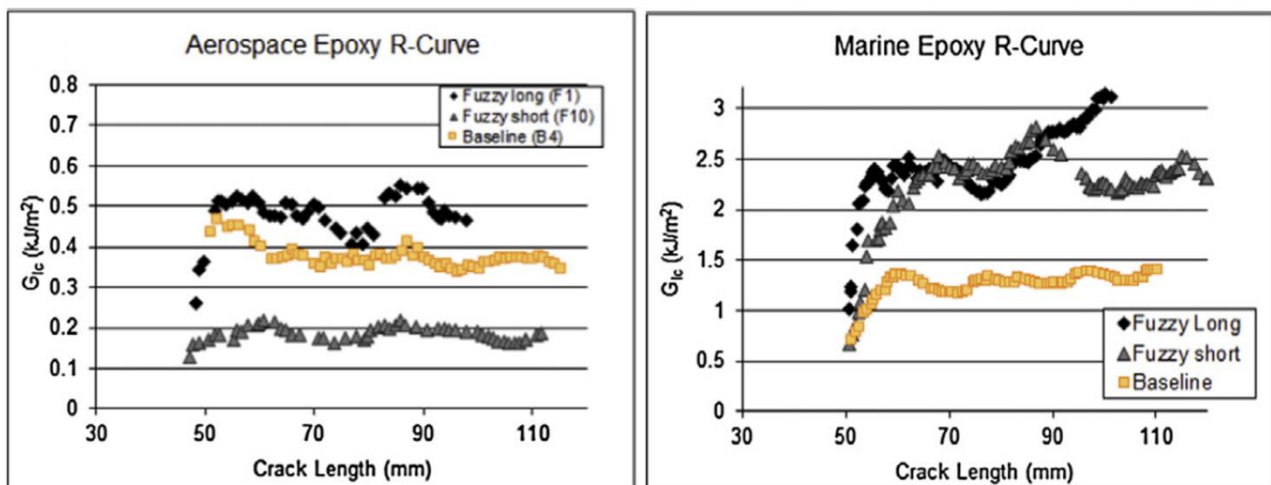 Aerospace Epoxy R-Curve
0.8
0.7
0.6
0.5
0.4
0.3
0.2
0.1
0
G_Ic (kJ/m²)
Fuzzy long (F1)
Fuzzy short (F10)
Baseline (B4)
30 50 70 90 110
Crack Length (mm)
Marine Epoxy R-Curve
3
2.5
2
1.5
1
0.5
0
G_Ic (kJ/m²)
Fuzzy Long
Fuzzy short
Baseline
30 50 70 90 110
Crack Length (mm)